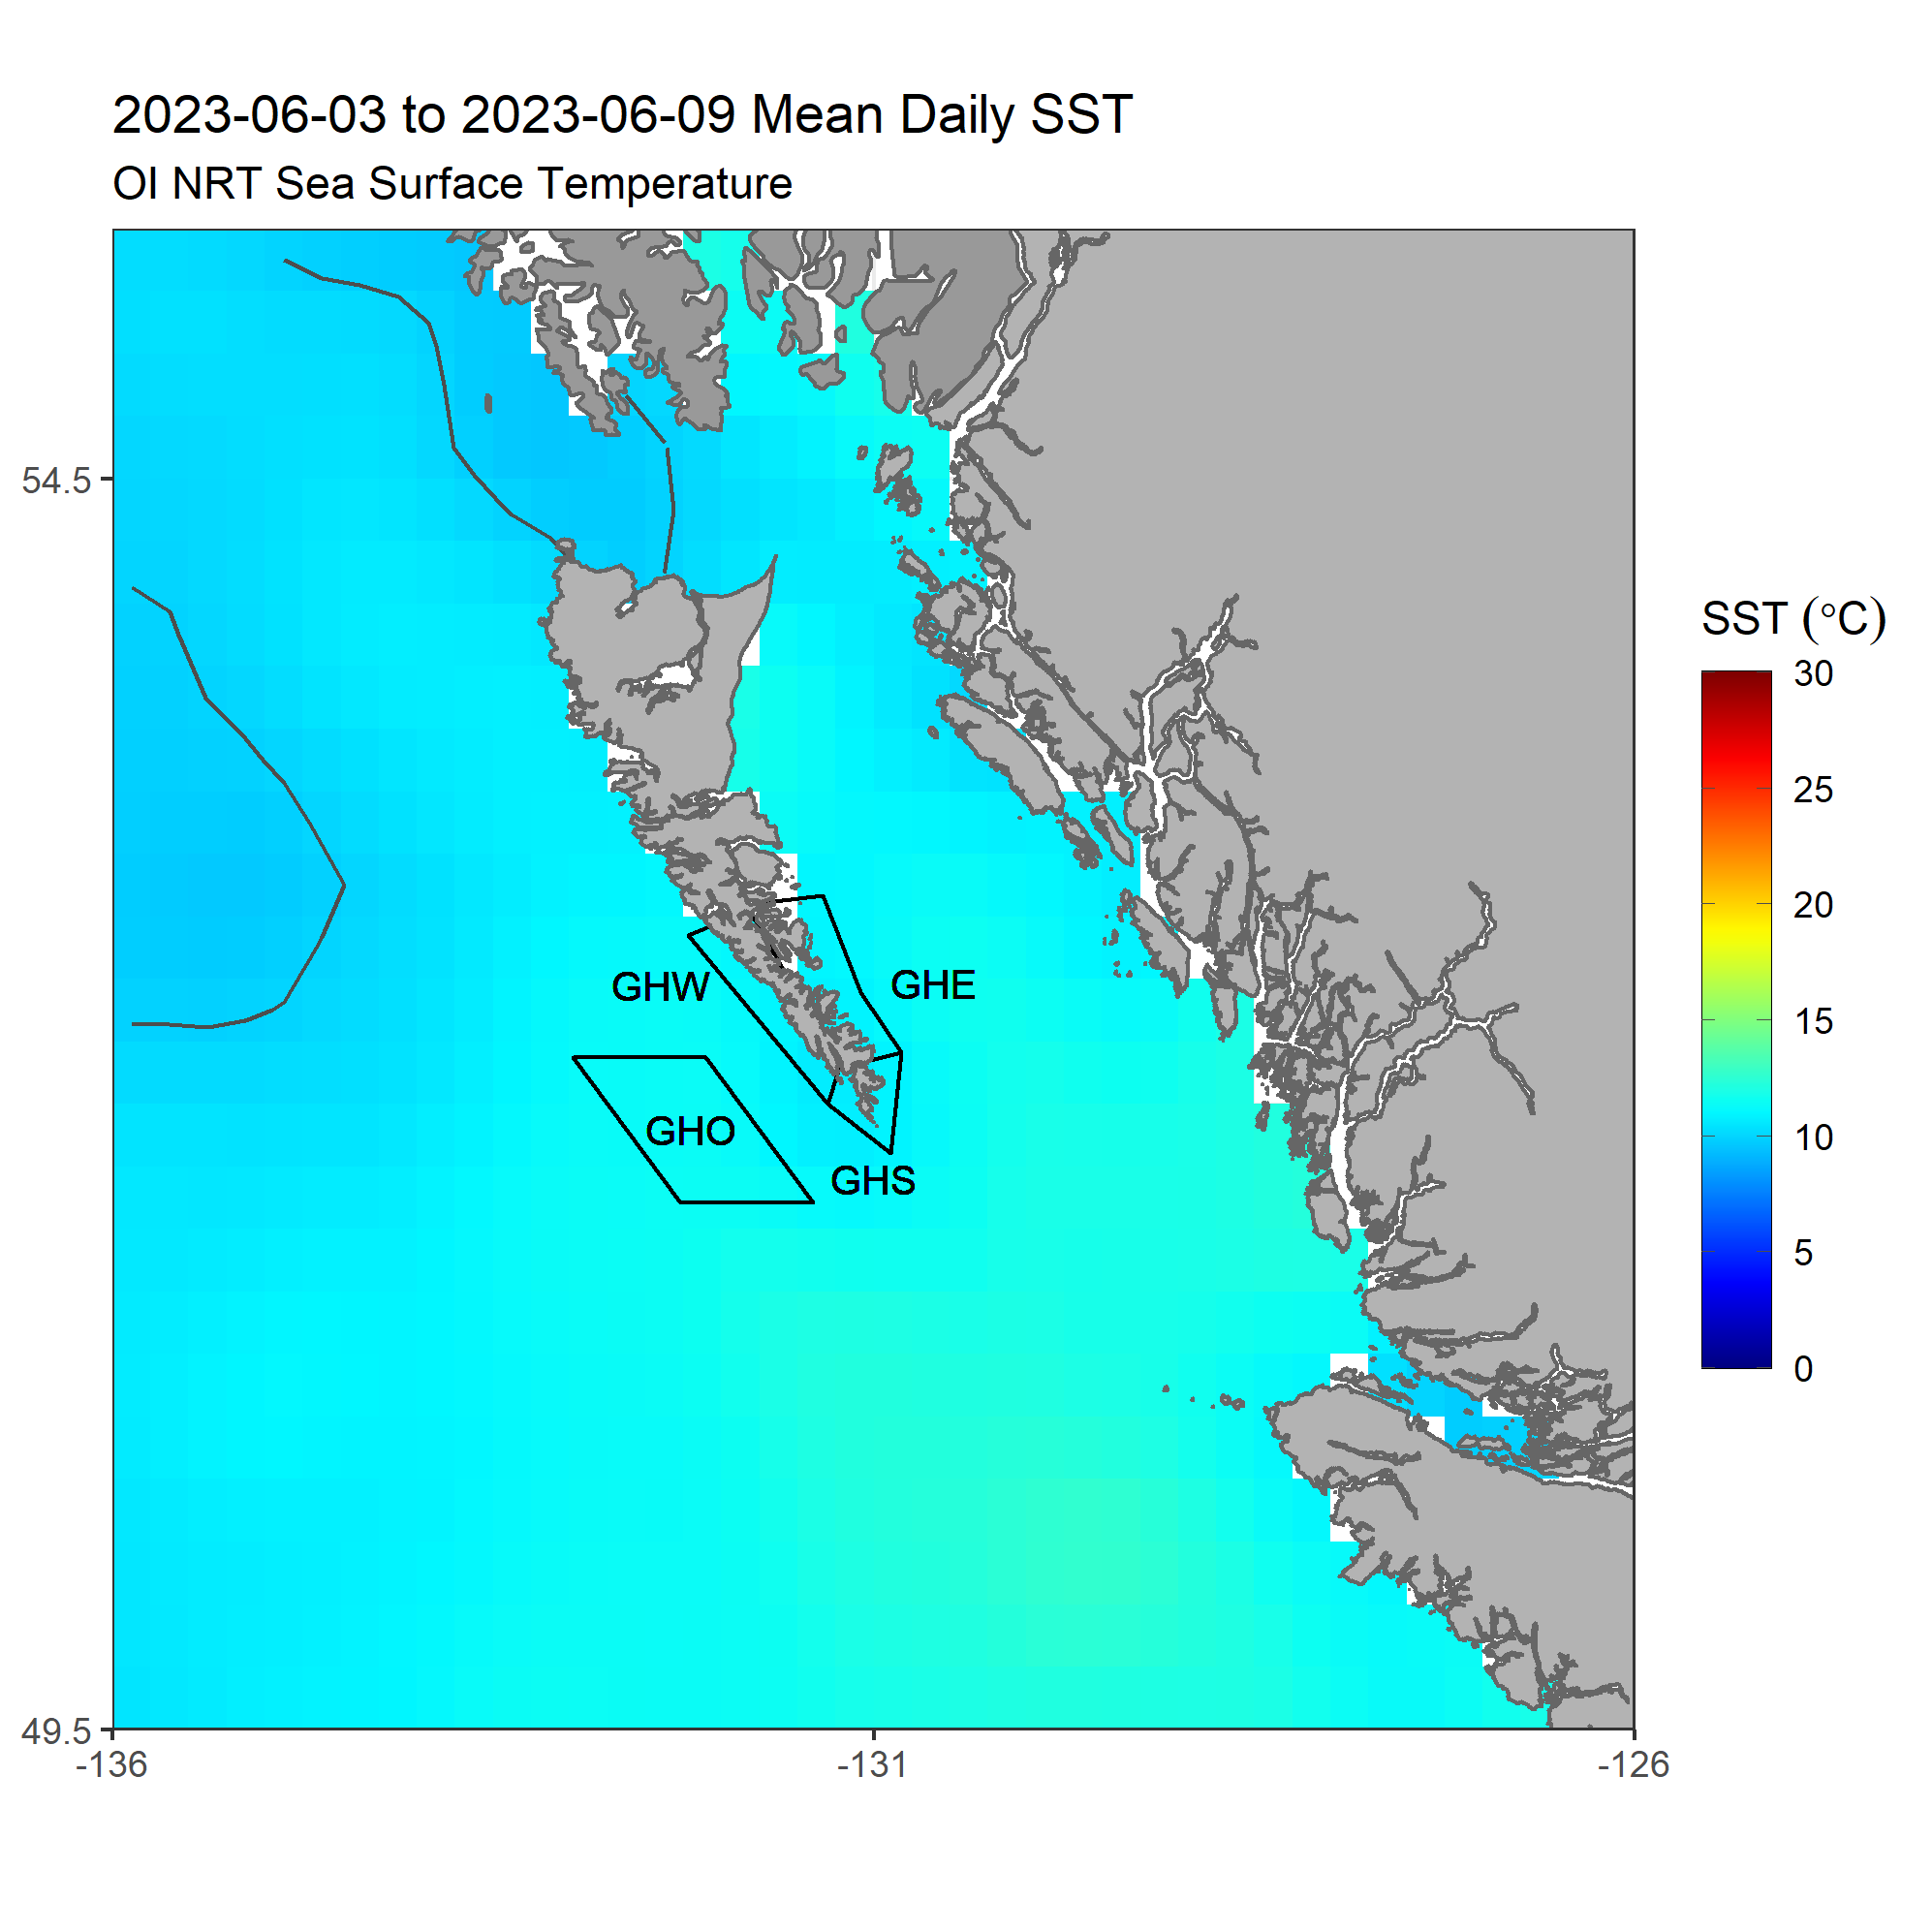 2023-06-03 to 2023-06-09 Mean Daily SST
OI NRT Sea Surface Temperature
54.5
49.5
-136
-131
-126
GHW
GHE
GHO
GHS
SST (°C)
30
25
20
15
10
5
0